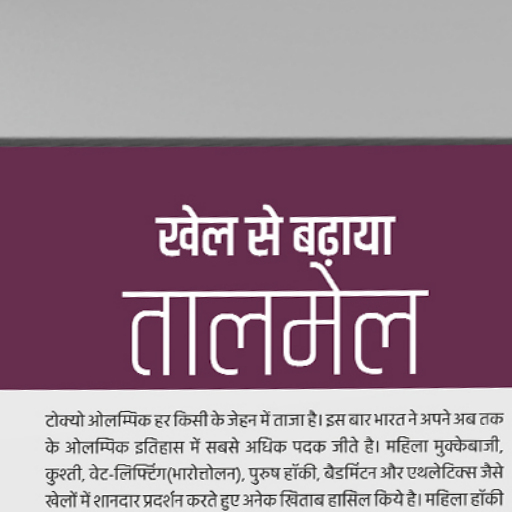 खेल से बढ़ाया
तालमेल
टोक्यो ओलम्पिक हर किसी के जेहन में ताजा है। इस बार भारत ने अपने अब तक
के ओलम्पिक इतिहास में सबसे अधिक पदक जीते है। महिला मुक्केबाजी,
कुश्ती, वेट-लिफ्टिंग(भारोत्तोलन), पुरुष हॉकी, बैडमिंटन और एथलेटिक्स जैसे
खेलों में शानदार प्रदर्शन करते हुए अनेक खिताब हासिल किये है। महिला हॉकी